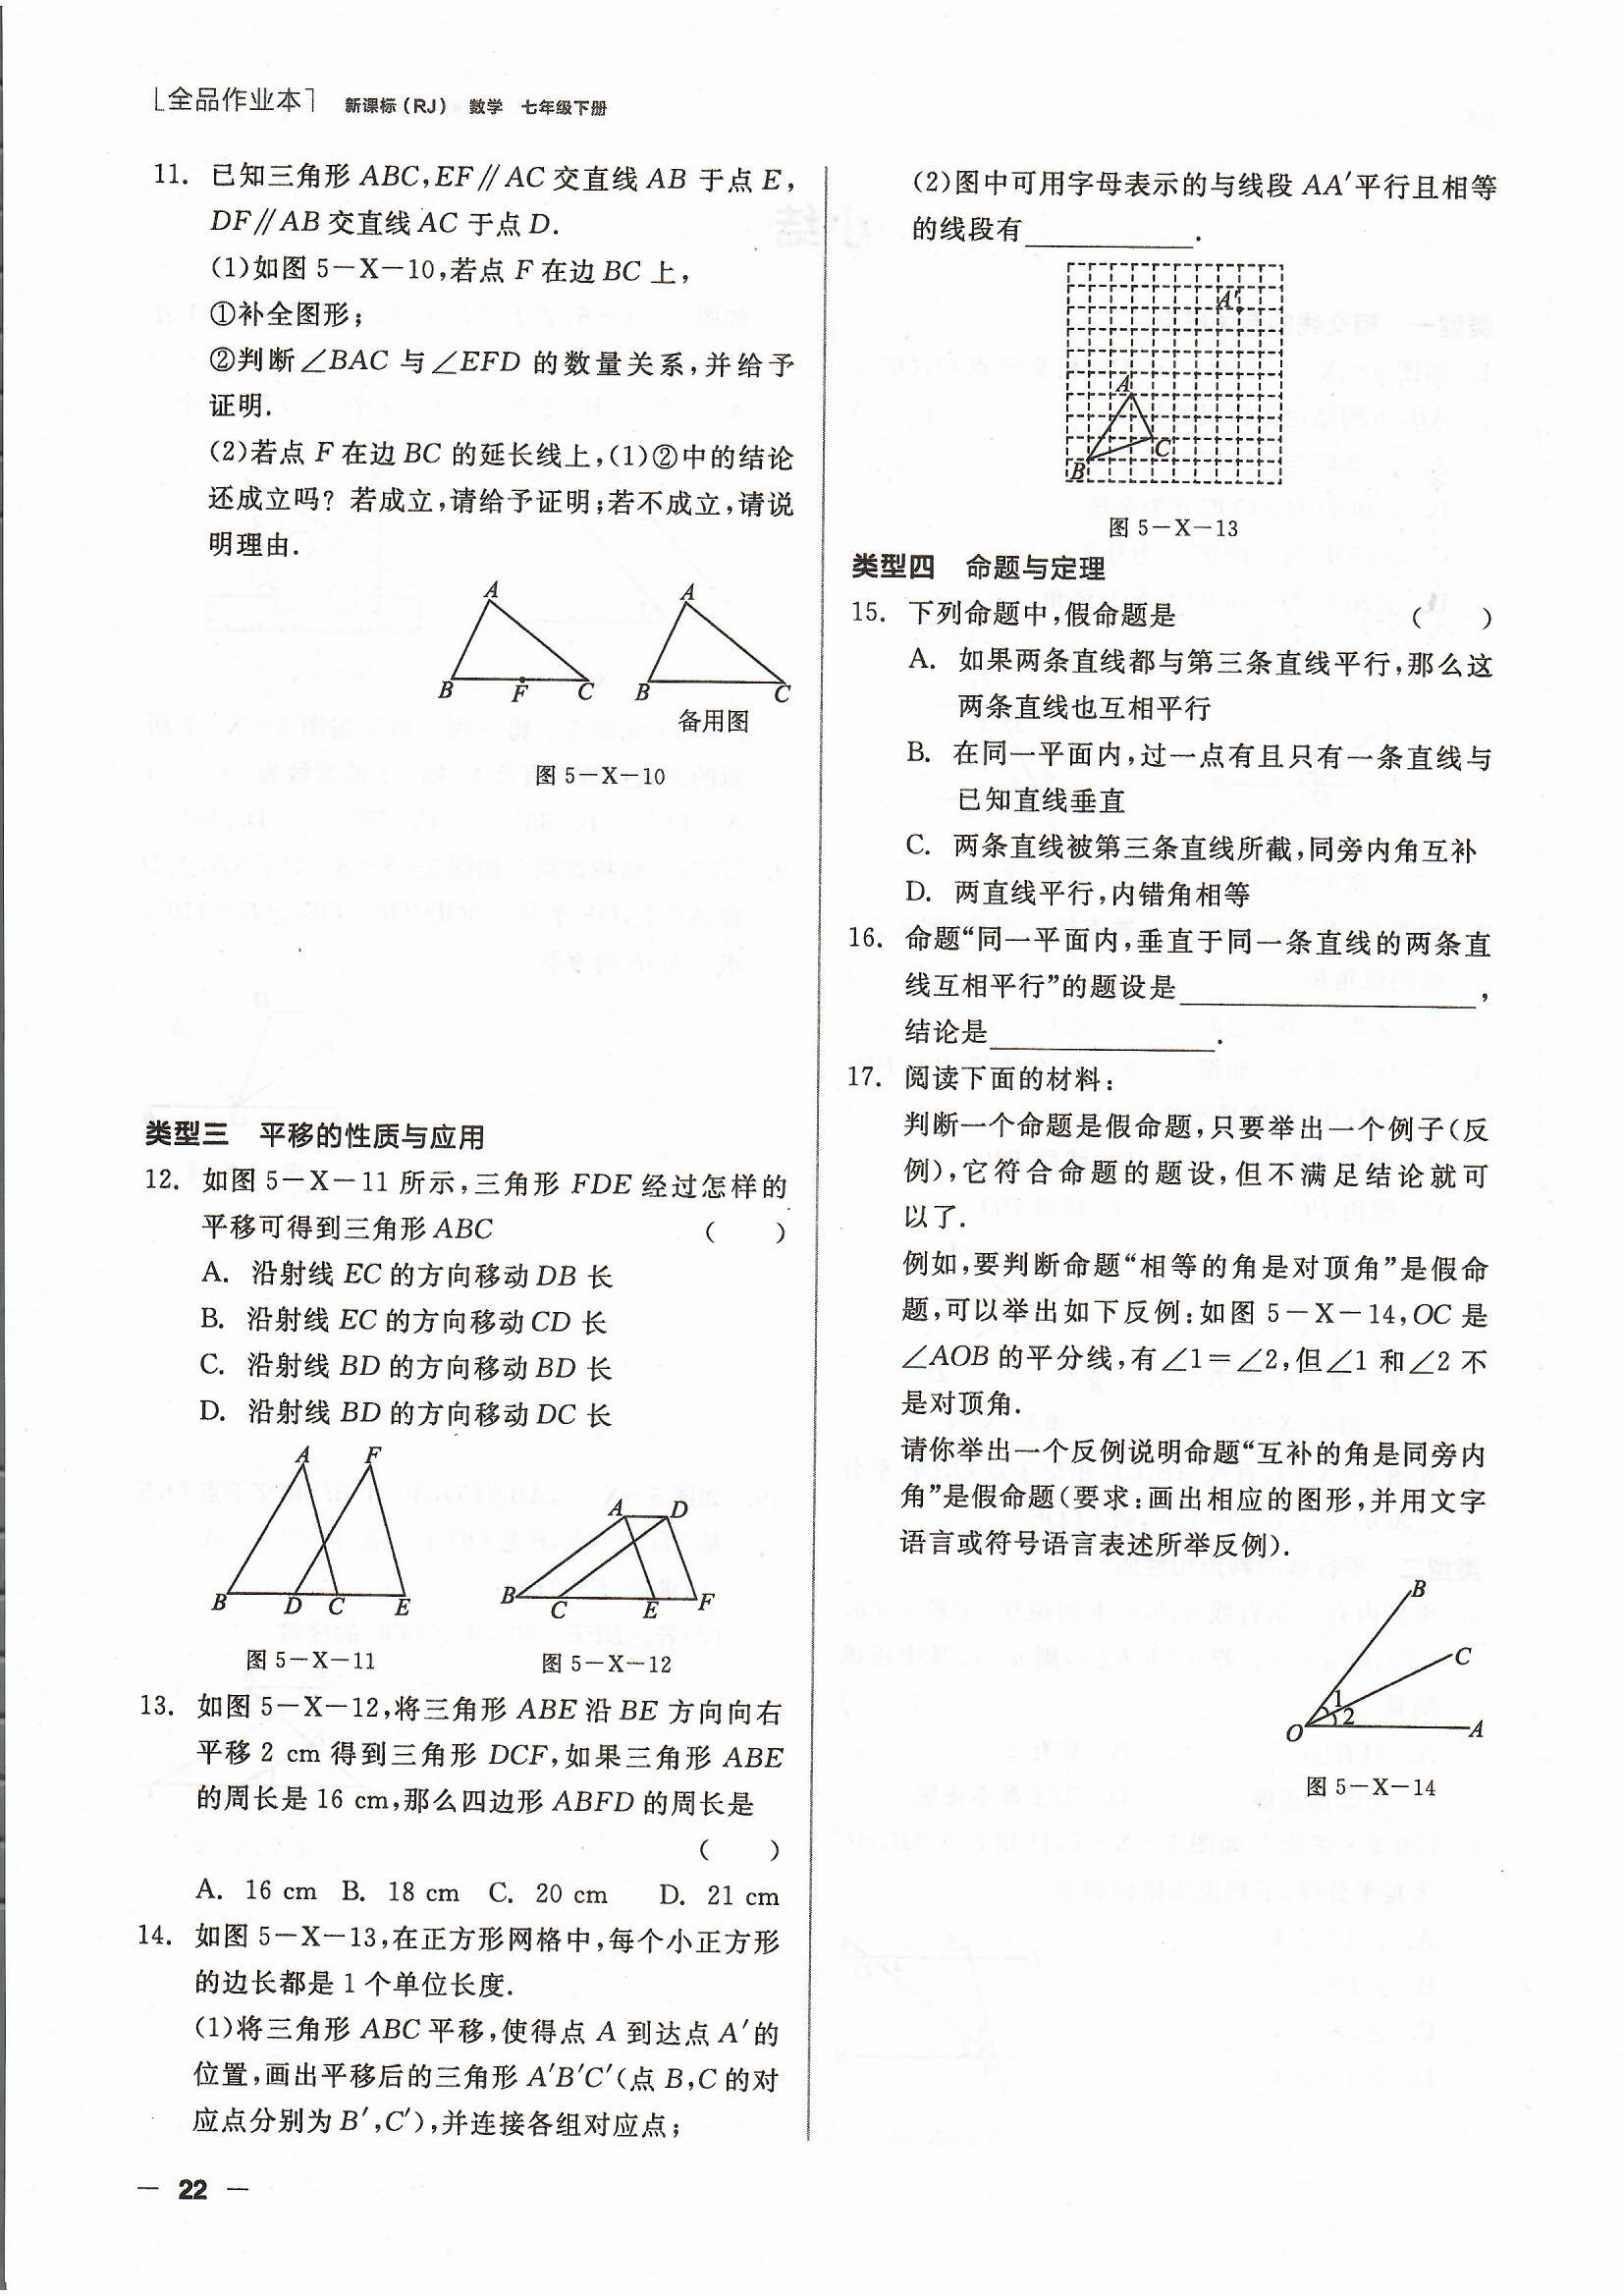 全品作业本 新课标(RJ) 数学 七年级下册
11. 已知三角形 ABC,EF∥AC 交直线 AB 于点 E,
DF∥AB 交直线 AC 于点 D.
(1)如图 5-X-10,若点 F 在边 BC 上,
①补全图形;
②判断∠BAC 与∠EFD 的数量关系,并给予
证明.
(2)若点 F 在边 BC 的延长线上,(1)②中的结论
还成立吗? 若成立,请给予证明;若不成立,请说
明理由.
A A
B F C B C
备用图
图 5-X-10
类型三 平移的性质与应用
12. 如图 5-X-11 所示,三角形 FDE 经过怎样的
平移可得到三角形 ABC ( )
A. 沿射线 EC 的方向移动 DB 长
B. 沿射线 EC 的方向移动 CD 长
C. 沿射线 BD 的方向移动 BD 长
D. 沿射线 BD 的方向移动 DC 长
A F
B D C E
A D
B C E F
图 5-X-11 图 5-X-12
13. 如图 5-X-12,将三角形 ABE 沿 BE 方向向右
平移 2 cm 得到三角形 DCF,如果三角形 ABE
的周长是 16 cm,那么四边形 ABFD 的周长是
( )
A. 16 cm B. 18 cm C. 20 cm D. 21 cm
14. 如图 5-X-13,在正方形网格中,每个小正方形
的边长都是 1 个单位长度.
(1)将三角形 ABC 平移,使得点 A 到达点 A′的
位置,画出平移后的三角形 A′B′C′(点 B,C 的对
应点分别为 B′,C′),并连接各组对应点;
— 22 —
(2)图中可用字母表示的与线段 AA′平行且相等
的线段有____________.
A′
A
C
B
图 5-X-13
类型四 命题与定理
15. 下列命题中,假命题是 ( )
A. 如果两条直线都与第三条直线平行,那么这
两条直线也互相平行
B. 在同一平面内,过一点有且只有一条直线与
已知直线垂直
C. 两条直线被第三条直线所截,同旁内角互补
D. 两直线平行,内错角相等
16. 命题“同一平面内,垂直于同一条直线的两条直
线互相平行”的题设是____________________,
结论是________________.
17. 阅读下面的材料:
判断一个命题是假命题,只要举出一个例子(反
例),它符合命题的题设,但不满足结论就可
以了.
例如,要判断命题“相等的角是对顶角”是假命
题,可以举出如下反例:如图 5-X-14,OC 是
∠AOB 的平分线,有∠1=∠2,但∠1 和∠2 不
是对顶角.
请你举出一个反例说明命题“互补的角是同旁内
角”是假命题(要求:画出相应的图形,并用文字
语言或符号语言表述所举反例).
B
C
1
2
O A
图 5-X-14